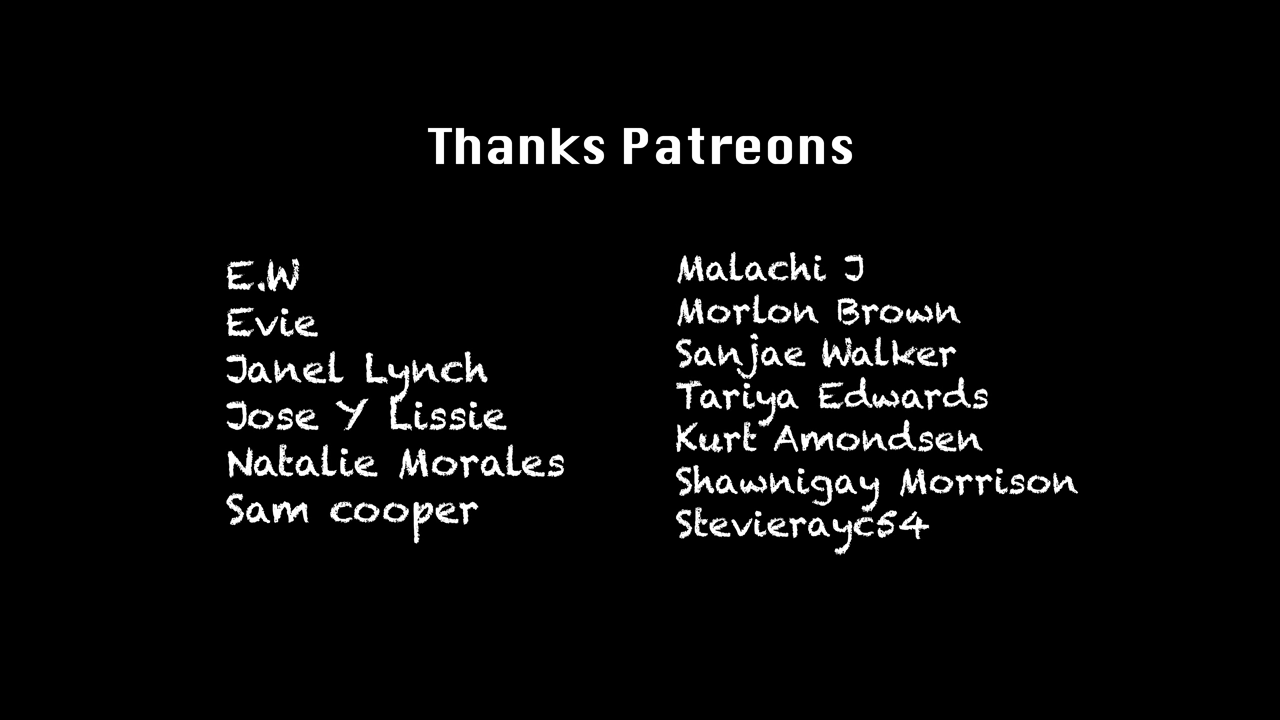 Thanks Patreons
E.W
Evie
Janel Lynch
Jose Y Lissie
Natalie Morales
Sam cooper
Malachi J
Morlon Brown
Sanjae Walker
Tariya Edwards
Kurt Amondsen
Shawnigay Morrison
Stevierayc54